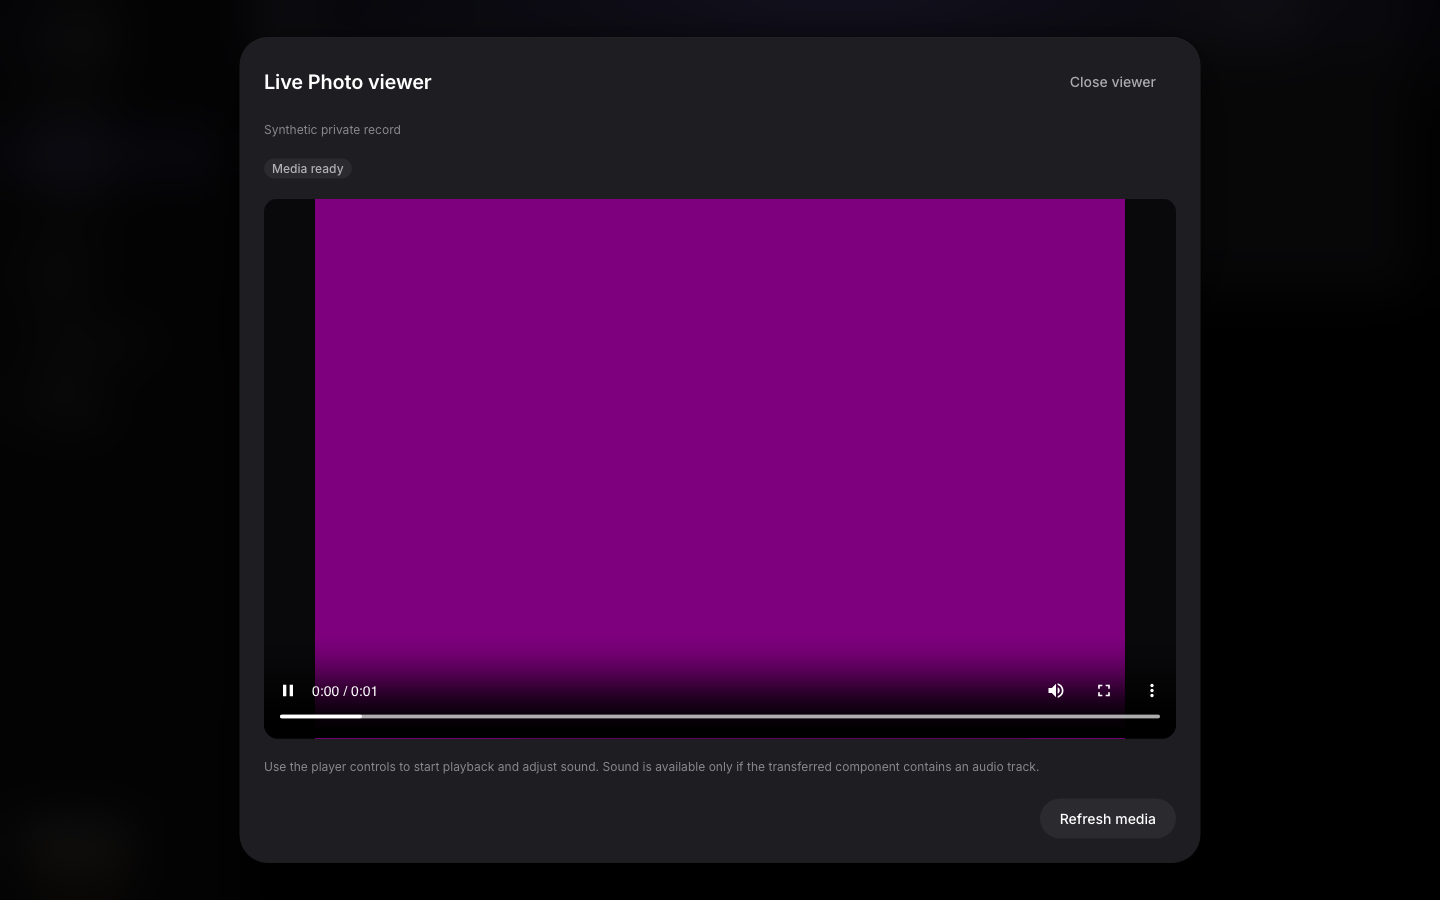 Live Photo viewer
Close viewer
Synthetic private record
Media ready
0:00 / 0:01
Use the player controls to start playback and adjust sound. Sound is available only if the transferred component contains an audio track.
Refresh media